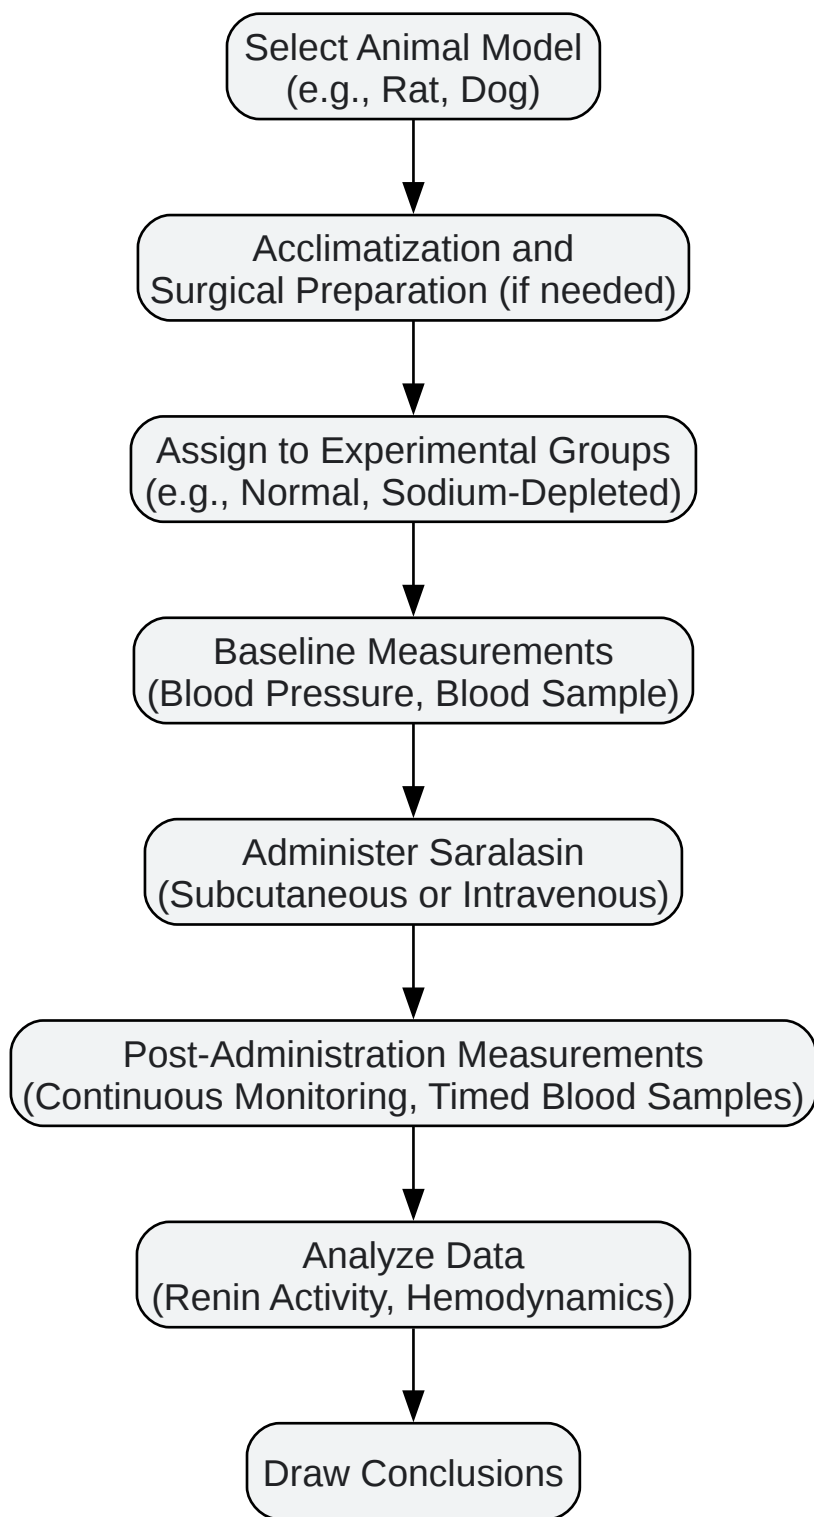 Select Animal Model
(e.g., Rat, Dog)
Acclimatization and
Surgical Preparation (if needed)
Assign to Experimental Groups
(e.g., Normal, Sodium-Depleted)
Baseline Measurements
(Blood Pressure, Blood Sample)
Administer Saralasin
(Subcutaneous or Intravenous)
Post-Administration Measurements
(Continuous Monitoring, Timed Blood Samples)
Analyze Data
(Renin Activity, Hemodynamics)
Draw Conclusions